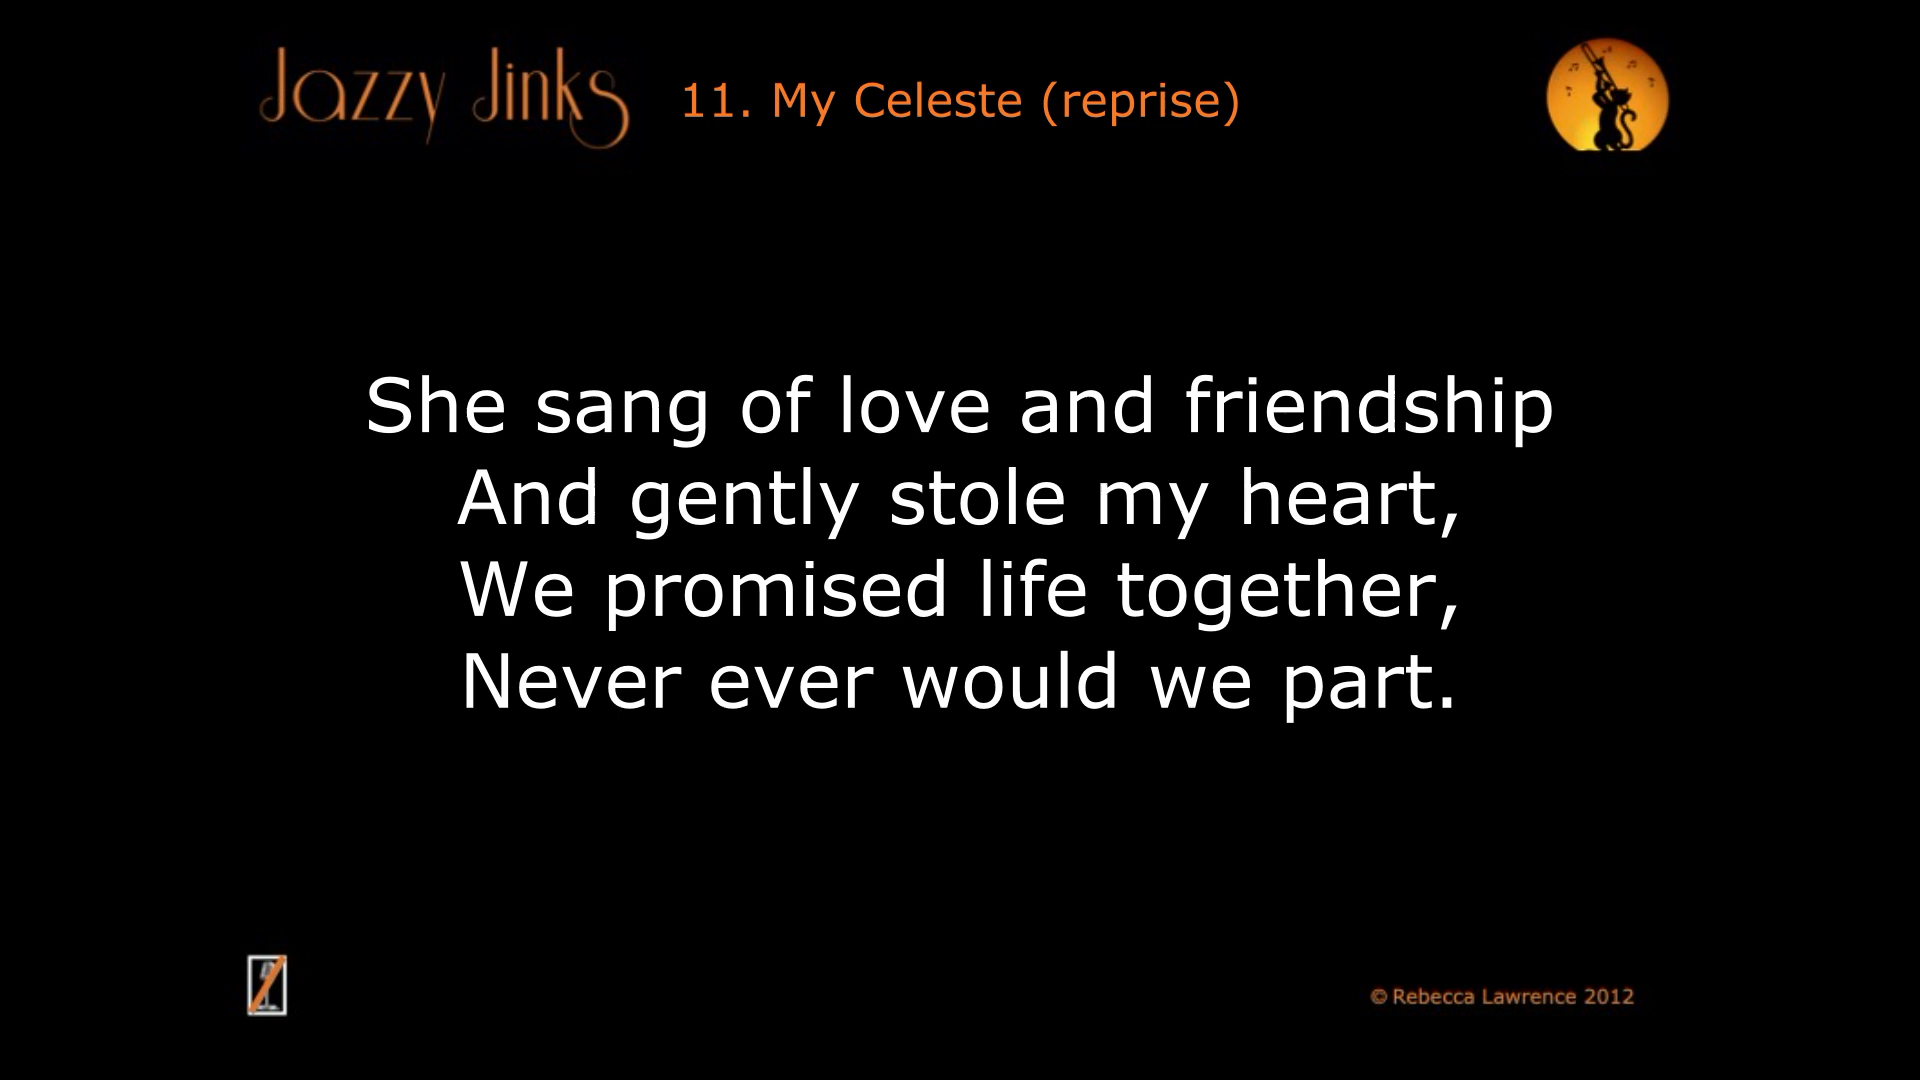 Jazzy Jinks
11. My Celeste (reprise)
She sang of love and friendship
And gently stole my heart,
We promised life together,
Never ever would we part.
© Rebecca Lawrence 2012